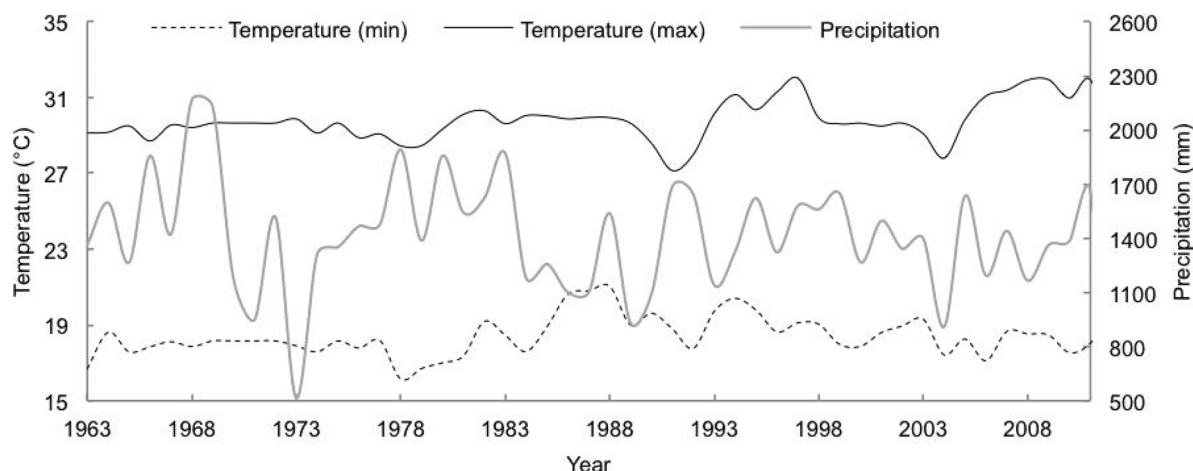 Temperature (min) Temperature (max) Precipitation
Temperature (°C)
35
31
27
23
19
15
2600
2300
2000
1700
1400
1100
800
500
Precipitation (mm)
1963 1968 1973 1978 1983 1988 1993 1998 2003 2008
Year